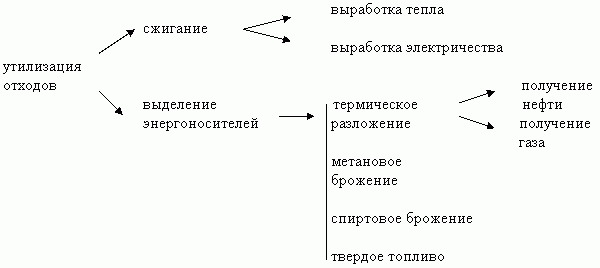 утилизация
отходов
сжигание
выработка тепла
выработка электричества
выделение
энергоносителей
термическое
разложение
получение
нефти
получение
газа
метановое
брожение
спиртовое брожение
твердое топливо